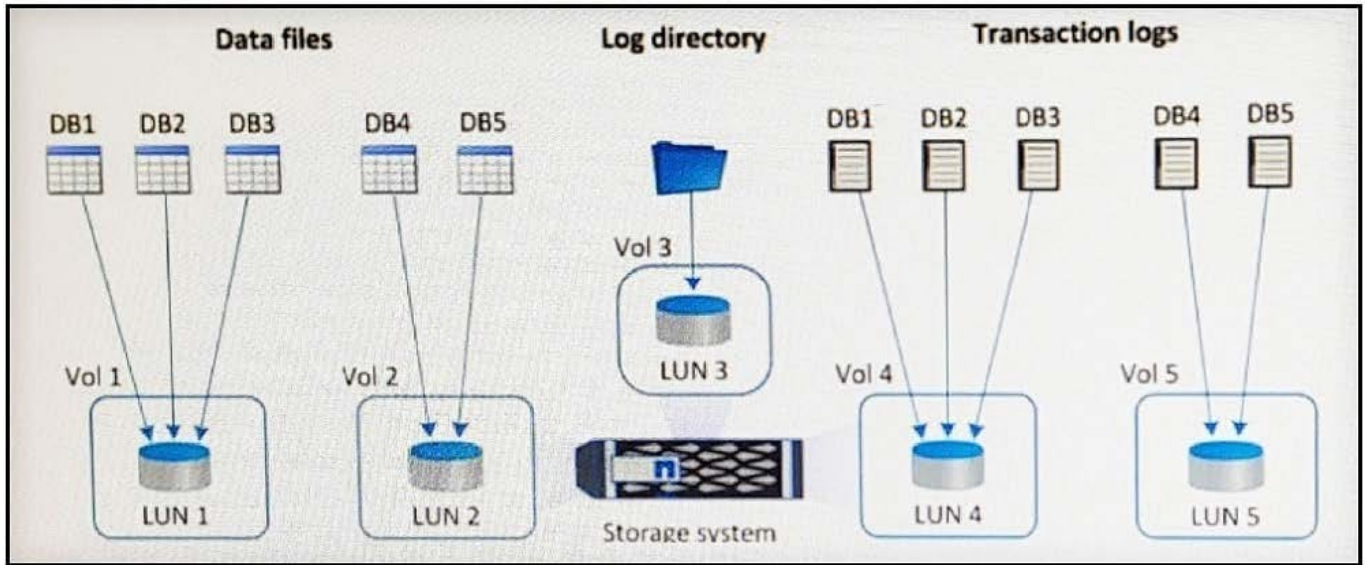 Data files
Log directory
Transaction logs
DB1 DB2 DB3 DB4 DB5
DB1 DB2 DB3 DB4 DB5
Vol 3
LUN 3
Vol 1
Vol 2
Vol 4
Vol 5
LUN 1
LUN 2
LUN 4
LUN 5
Storage system